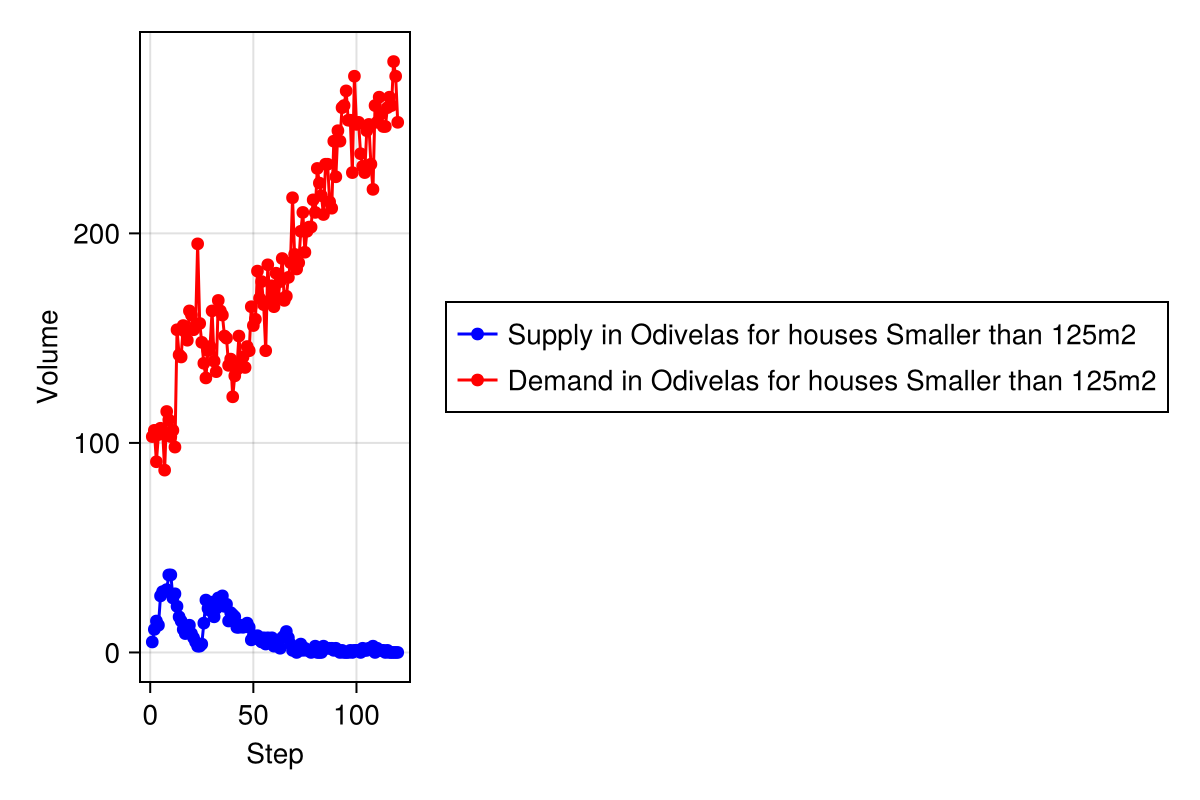 Volume
200
100
0
0 50 100
Step
Supply in Odivelas for houses Smaller than 125m2
Demand in Odivelas for houses Smaller than 125m2